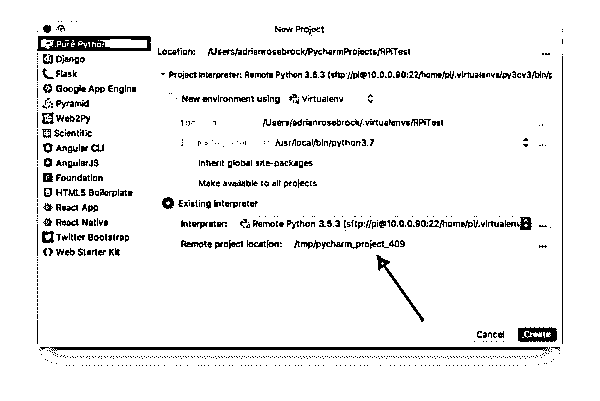 New Project
Pure Python
Django
Flask
Google App Engine
Pyramid
Web2Py
Scientific
Angular CLI
AngularJS
Foundation
HTML5 Boilerplate
React App
React Native
Twitter Bootstrap
Web Starter Kit
Location: /Users/adrianrosebrock/PycharmProjects/RPiTest ...
Project Interpreter: Remote Python 3.5.3 (sftp://pi@10.0.0.90:22/home/pi/.virtualenvs/py3cv3/bin/p
New environment using Virtualenv
/Users/adrianrosebrock/.virtualenvs/RPiTest ...
/usr/local/bin/python3.7 ...
Inherit global site-packages
Make available to all projects
Existing interpreter
Interpreter: Remote Python 3.5.3 (sftp://pi@10.0.0.90:22/home/pi/.virtualenv ...
Remote project location: /tmp/pycharm_project_409 ...
Cancel Create